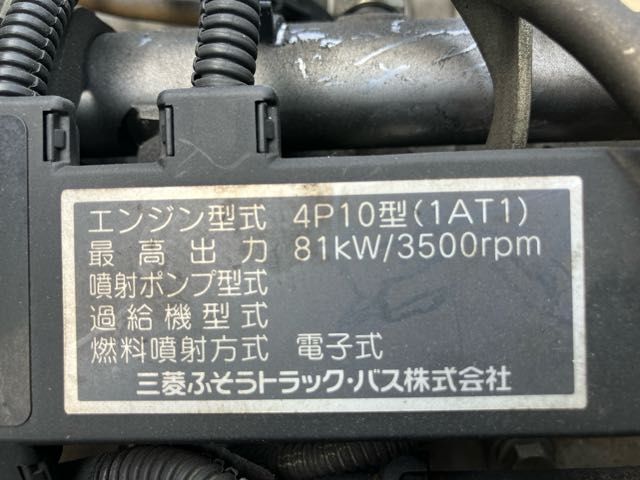 エンジン型式 4P10型(1AT1)
最高出力 81kW/3500rpm
噴射ポンプ型式
過給機型式
燃料噴射方式 電子式
三菱ふそうトラック・バス株式会社